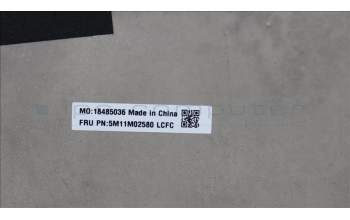 MO:18485036 Made in China
FRU PN:5M11M02580 LCFC